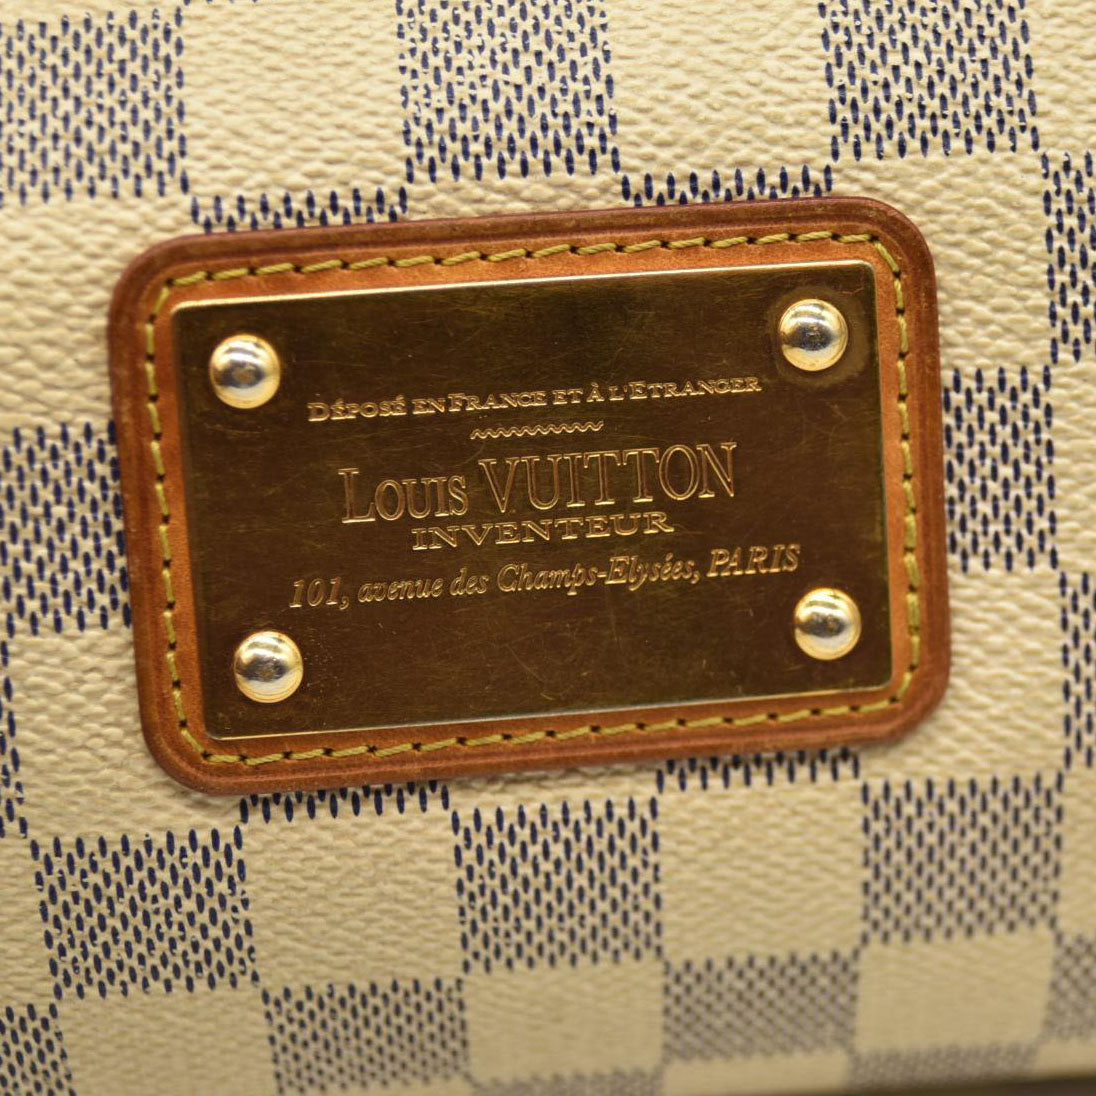 DÉPOSÉ EN FRANCE ET À L'ETRANGER
LOUIS VUITTON
INVENTEUR
101, avenue des Champs-Elysées, PARIS